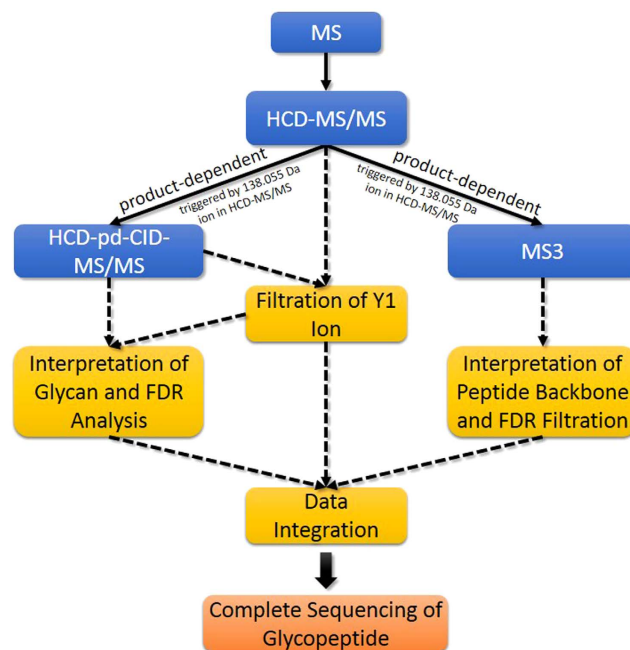 MS
HCD-MS/MS
product-dependent
triggered by 138.055 Da
ion in HCD-MS/MS
product-dependent
triggered by 138.055 Da
ion in HCD-MS/MS
HCD-pd-CID-
MS/MS
MS3
Filtration of Y1
Ion
Interpretation of
Glycan and FDR
Analysis
Interpretation of
Peptide Backbone
and FDR Filtration
Data
Integration
Complete Sequencing of
Glycopeptide